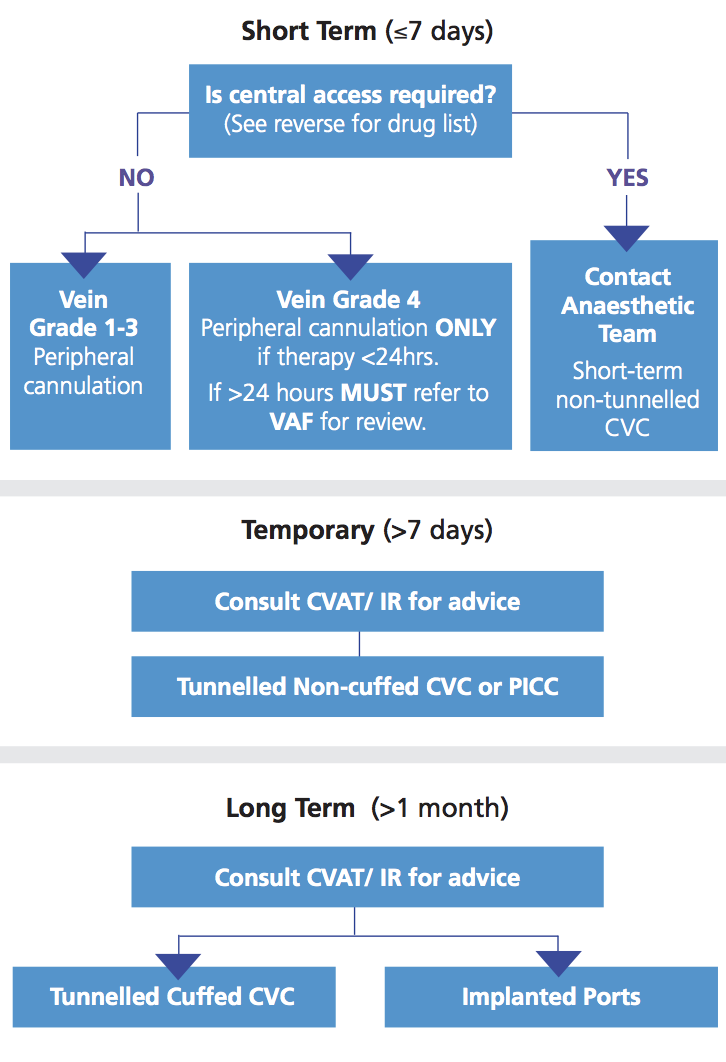 Short Term (≤7 days)
Is central access required?
(See reverse for drug list)
NO
YES
Vein
Grade 1-3
Peripheral
cannulation
Vein Grade 4
Peripheral cannulation ONLY
if therapy <24hrs.
If >24 hours MUST refer to
VAF for review.
Contact
Anaesthetic
Team
Short-term
non-tunnelled
CVC
Temporary (>7 days)
Consult CVAT/ IR for advice
Tunnelled Non-cuffed CVC or PICC
Long Term (>1 month)
Consult CVAT/ IR for advice
Tunnelled Cuffed CVC
Implanted Ports